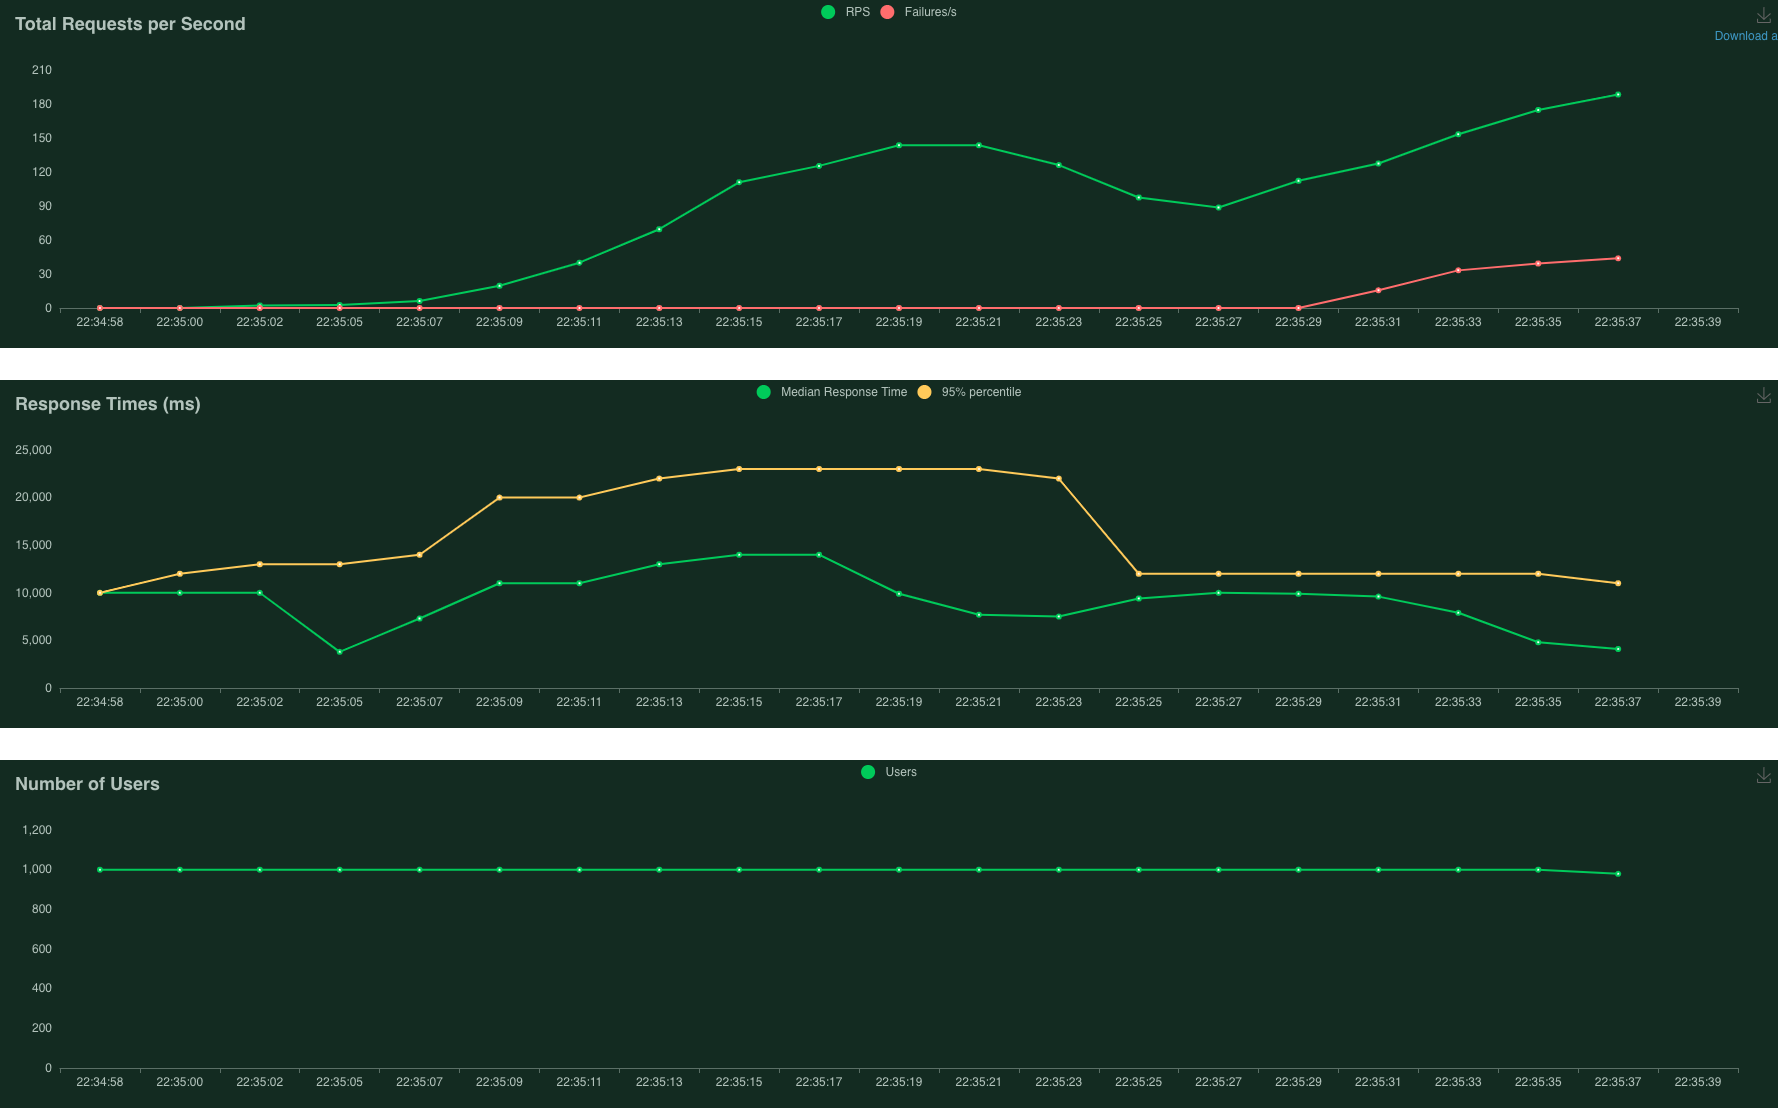 Total Requests per Second
RPS Failures/s
Download a
210
180
150
120
90
60
30
0
22:34:58 22:35:00 22:35:02 22:35:05 22:35:07 22:35:09 22:35:11 22:35:13 22:35:15 22:35:17 22:35:19 22:35:21 22:35:23 22:35:25 22:35:27 22:35:29 22:35:31 22:35:33 22:35:35 22:35:37 22:35:39
Response Times (ms)
Median Response Time 95% percentile
25,000
20,000
15,000
10,000
5,000
0
22:34:58 22:35:00 22:35:02 22:35:05 22:35:07 22:35:09 22:35:11 22:35:13 22:35:15 22:35:17 22:35:19 22:35:21 22:35:23 22:35:25 22:35:27 22:35:29 22:35:31 22:35:33 22:35:35 22:35:37 22:35:39
Number of Users
Users
1,200
1,000
800
600
400
200
0
22:34:58 22:35:00 22:35:02 22:35:05 22:35:07 22:35:09 22:35:11 22:35:13 22:35:15 22:35:17 22:35:19 22:35:21 22:35:23 22:35:25 22:35:27 22:35:29 22:35:31 22:35:33 22:35:35 22:35:37 22:35:39